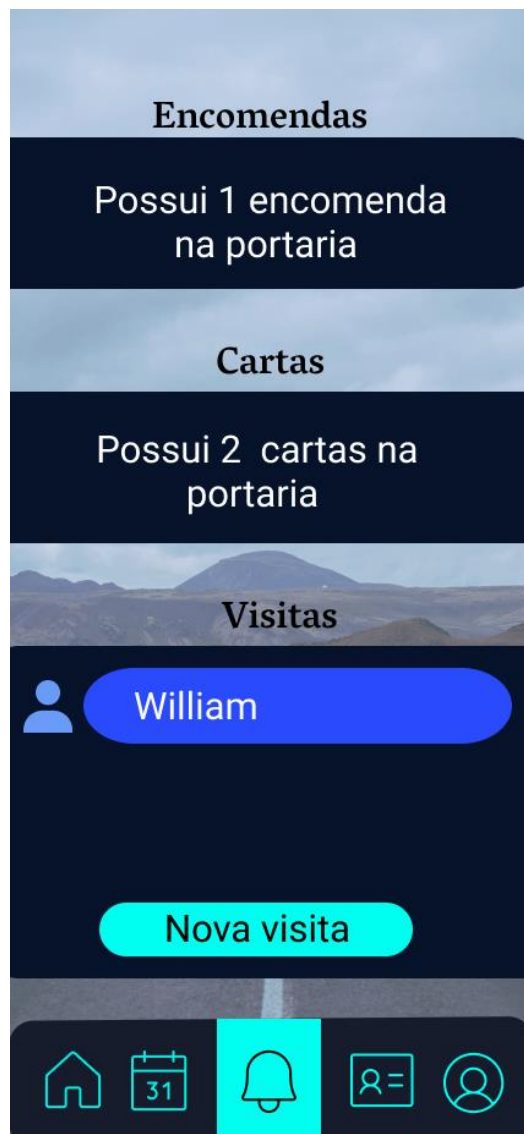 Encomendas
Possui 1 encomenda
na portaria
Cartas
Possui 2 cartas na
portaria
Visitas
William
Nova visita
31